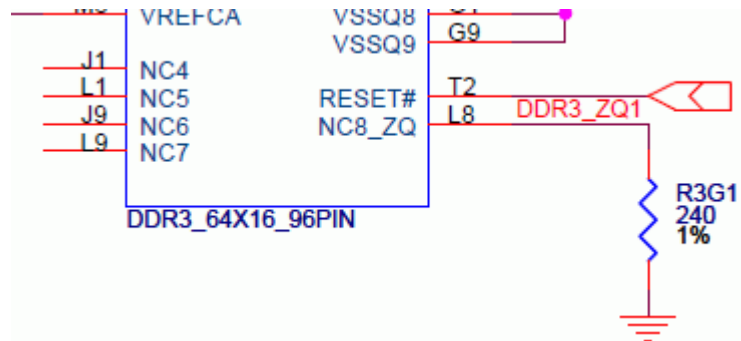 VREFCA
VSSQ8
VSSQ9
G9
J1
NC4
L1
NC5
J9
NC6
L9
NC7
RESET#
T2
NC8_ZQ
L8
DDR3_ZQ1
DDR3_64X16_96PIN
R3G1
240
1%